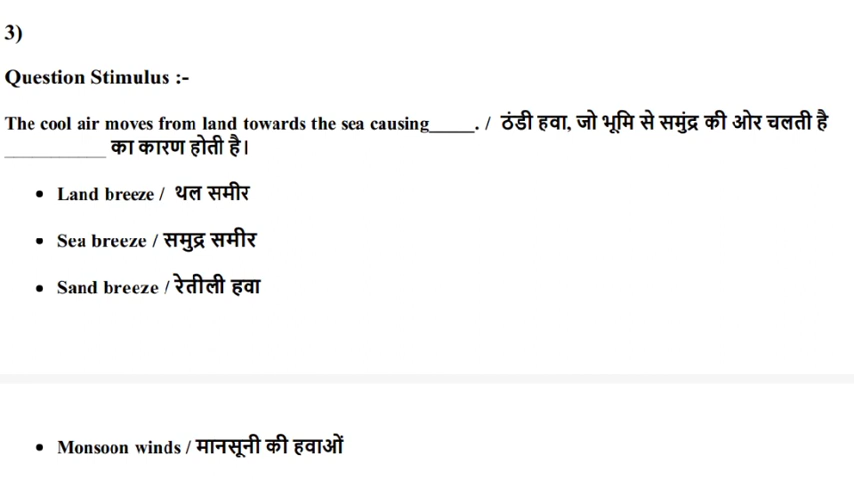 3)
Question Stimulus :-
The cool air moves from land towards the sea causing_____. / ठंडी हवा, जो भूमि से समुंद्र की ओर चलती है
___________ का कारण होती है।
• Land breeze / थल समीर
• Sea breeze / समुद्र समीर
• Sand breeze / रेतीली हवा
• Monsoon winds / मानसूनी की हवाओं